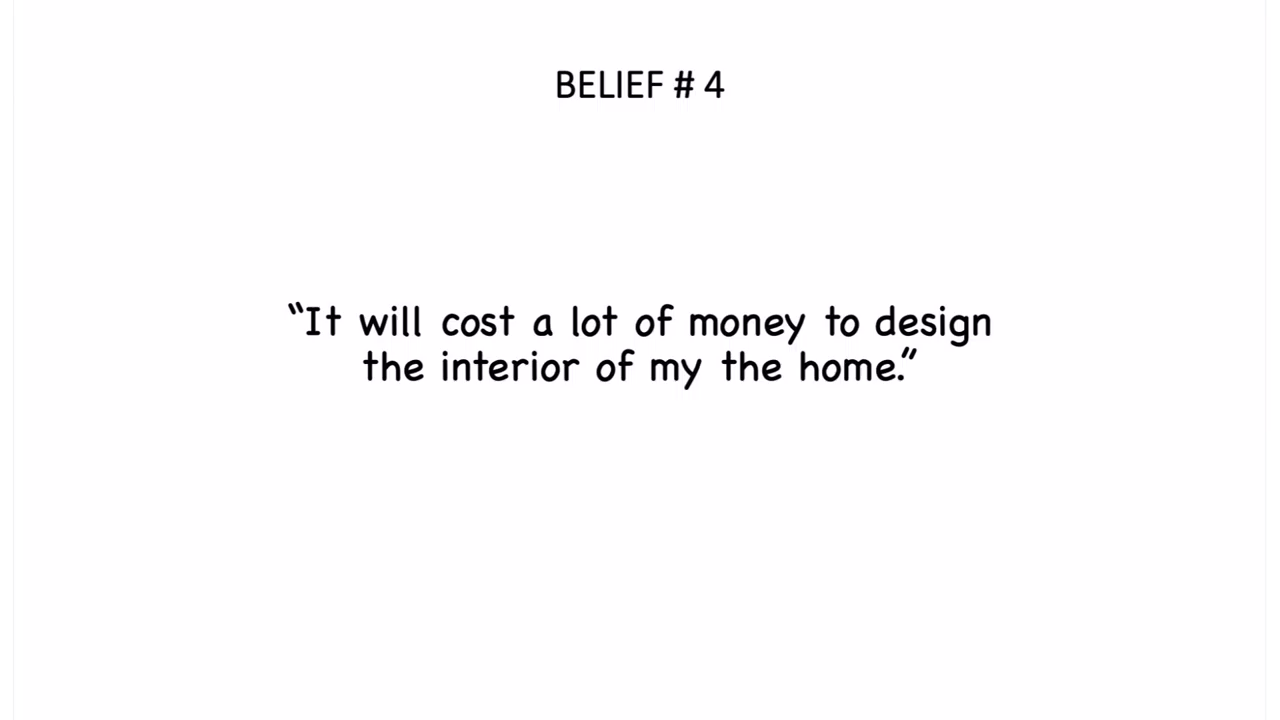 BELIEF # 4
“It will cost a lot of money to design
the interior of my the home.”